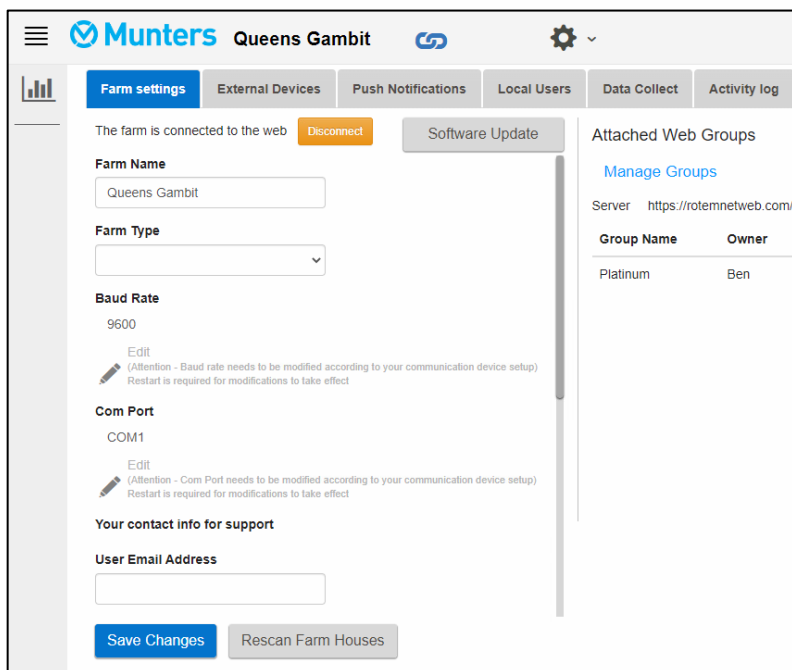 Munters Queens Gambit
Farm settings External Devices Push Notifications Local Users Data Collect Activity log
The farm is connected to the web Disconnect Software Update
Farm Name
Queens Gambit
Farm Type
Baud Rate
9600
Edit
(Attention - Baud rate needs to be modified according to your communication device setup)
Restart is required for modifications to take effect
Com Port
COM1
Edit
(Attention - Com Port needs to be modified according to your communication device setup)
Restart is required for modifications to take effect
Your contact info for support
User Email Address
Save Changes Rescan Farm Houses
Attached Web Groups
Manage Groups
Server https://rotemnetweb.com/
Group Name Owner
Platinum Ben